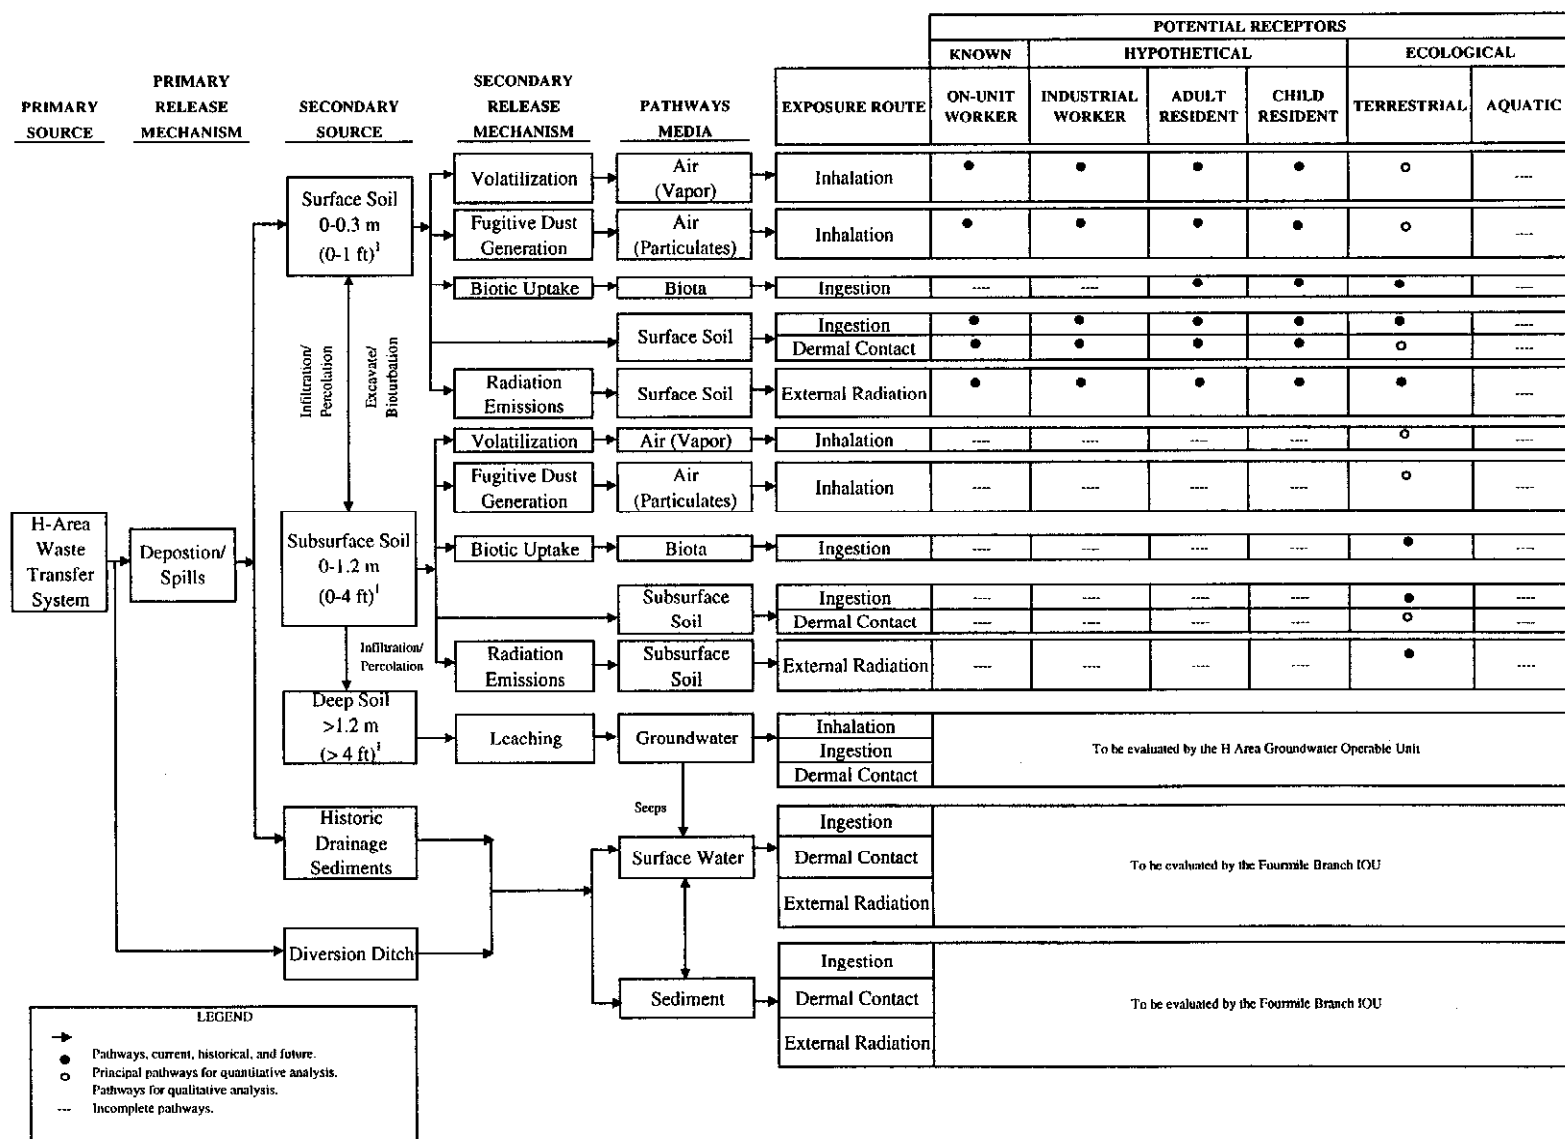 POTENTIAL RECEPTORS
KNOWN HYPOTHETICAL ECOLOGICAL
PRIMARY SOURCE
PRIMARY RELEASE MECHANISM
SECONDARY SOURCE
SECONDARY RELEASE MECHANISM
PATHWAYS MEDIA
EXPOSURE ROUTE
ON-UNIT WORKER
INDUSTRIAL WORKER
ADULT RESIDENT
CHILD RESIDENT
TERRESTRIAL
AQUATIC
H-Area
Waste
Transfer
System
Depostion/
Spills
Surface Soil
0-0.3 m
(0-1 ft)¹
Infiltration/
Percolation
Excavate/
Bioturbation
Subsurface Soil
0-1.2 m
(0-4 ft)¹
Infiltration/
Percolation
Deep Soil
>1.2 m
(> 4 ft)¹
Historic
Drainage
Sediments
Diversion Ditch
Volatilization
Air
(Vapor)
Inhalation
● ● ● ● ○ ----
Fugitive Dust
Generation
Air
(Particulates)
Inhalation
● ● ● ● ○ ----
Biotic Uptake
Biota
Ingestion
---- ---- ● ● ● ----
Surface Soil
Ingestion
● ● ● ● ● ----
Dermal Contact
● ● ● ● ○ ----
Radiation
Emissions
Surface Soil
External Radiation
● ● ● ● ● ----
Volatilization
Air (Vapor)
Inhalation
---- ---- ---- ---- ○ ----
Fugitive Dust
Generation
Air
(Particulates)
Inhalation
---- ---- ---- ---- ○ ----
Biotic Uptake
Biota
Ingestion
---- ---- ---- ---- ● ----
Subsurface
Soil
Ingestion
---- ---- ---- ---- ● ----
Dermal Contact
---- ---- ---- ---- ○ ----
Radiation
Emissions
Subsurface
Soil
External Radiation
---- ---- ---- ---- ● ----
Leaching
Groundwater
Inhalation
Ingestion
Dermal Contact
To be evaluated by the H Area Groundwater Operable Unit
Seeps
Surface Water
Ingestion
Dermal Contact
External Radiation
To be evaluated by the Fourmile Branch IOU
Sediment
Ingestion
Dermal Contact
External Radiation
To be evaluated by the Fourmile Branch IOU
LEGEND
→
● Pathways, current, historical, and future.
○ Principal pathways for quantitative analysis.
Pathways for qualitative analysis.
---- Incomplete pathways.